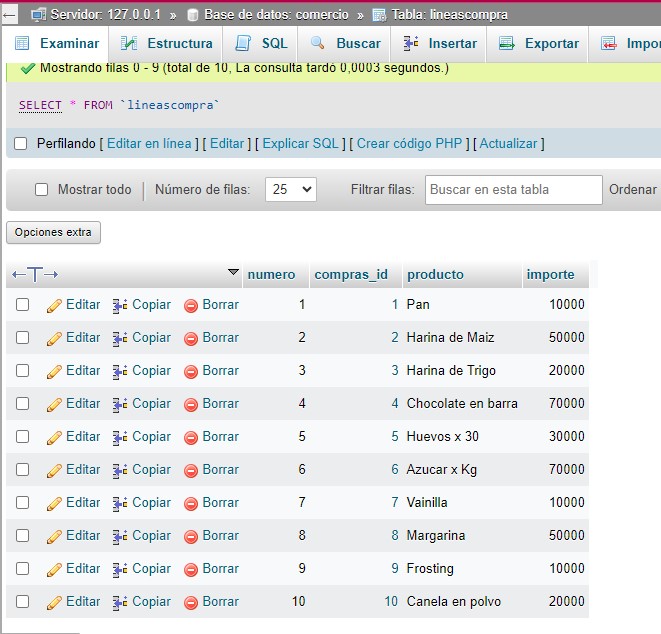 Servidor: 127.0.0.1 » Base de datos: comercio » Tabla: lineascompra
Examinar Estructura SQL Buscar Insertar Exportar Impor
Mostrando filas 0 - 9 (total de 10, La consulta tardó 0,0003 segundos.)
SELECT * FROM `lineascompra`
Perfilando [ Editar en línea ] [ Editar ] [ Explicar SQL ] [ Crear código PHP ] [ Actualizar ]
Mostrar todo Número de filas: 25 Filtrar filas: Buscar en esta tabla Ordenar
Opciones extra
←T→ numero compras_id producto importe
Editar Copiar Borrar 1 1 Pan 10000
Editar Copiar Borrar 2 2 Harina de Maiz 50000
Editar Copiar Borrar 3 3 Harina de Trigo 20000
Editar Copiar Borrar 4 4 Chocolate en barra 70000
Editar Copiar Borrar 5 5 Huevos x 30 30000
Editar Copiar Borrar 6 6 Azucar x Kg 70000
Editar Copiar Borrar 7 7 Vainilla 10000
Editar Copiar Borrar 8 8 Margarina 50000
Editar Copiar Borrar 9 9 Frosting 10000
Editar Copiar Borrar 10 10 Canela en polvo 20000